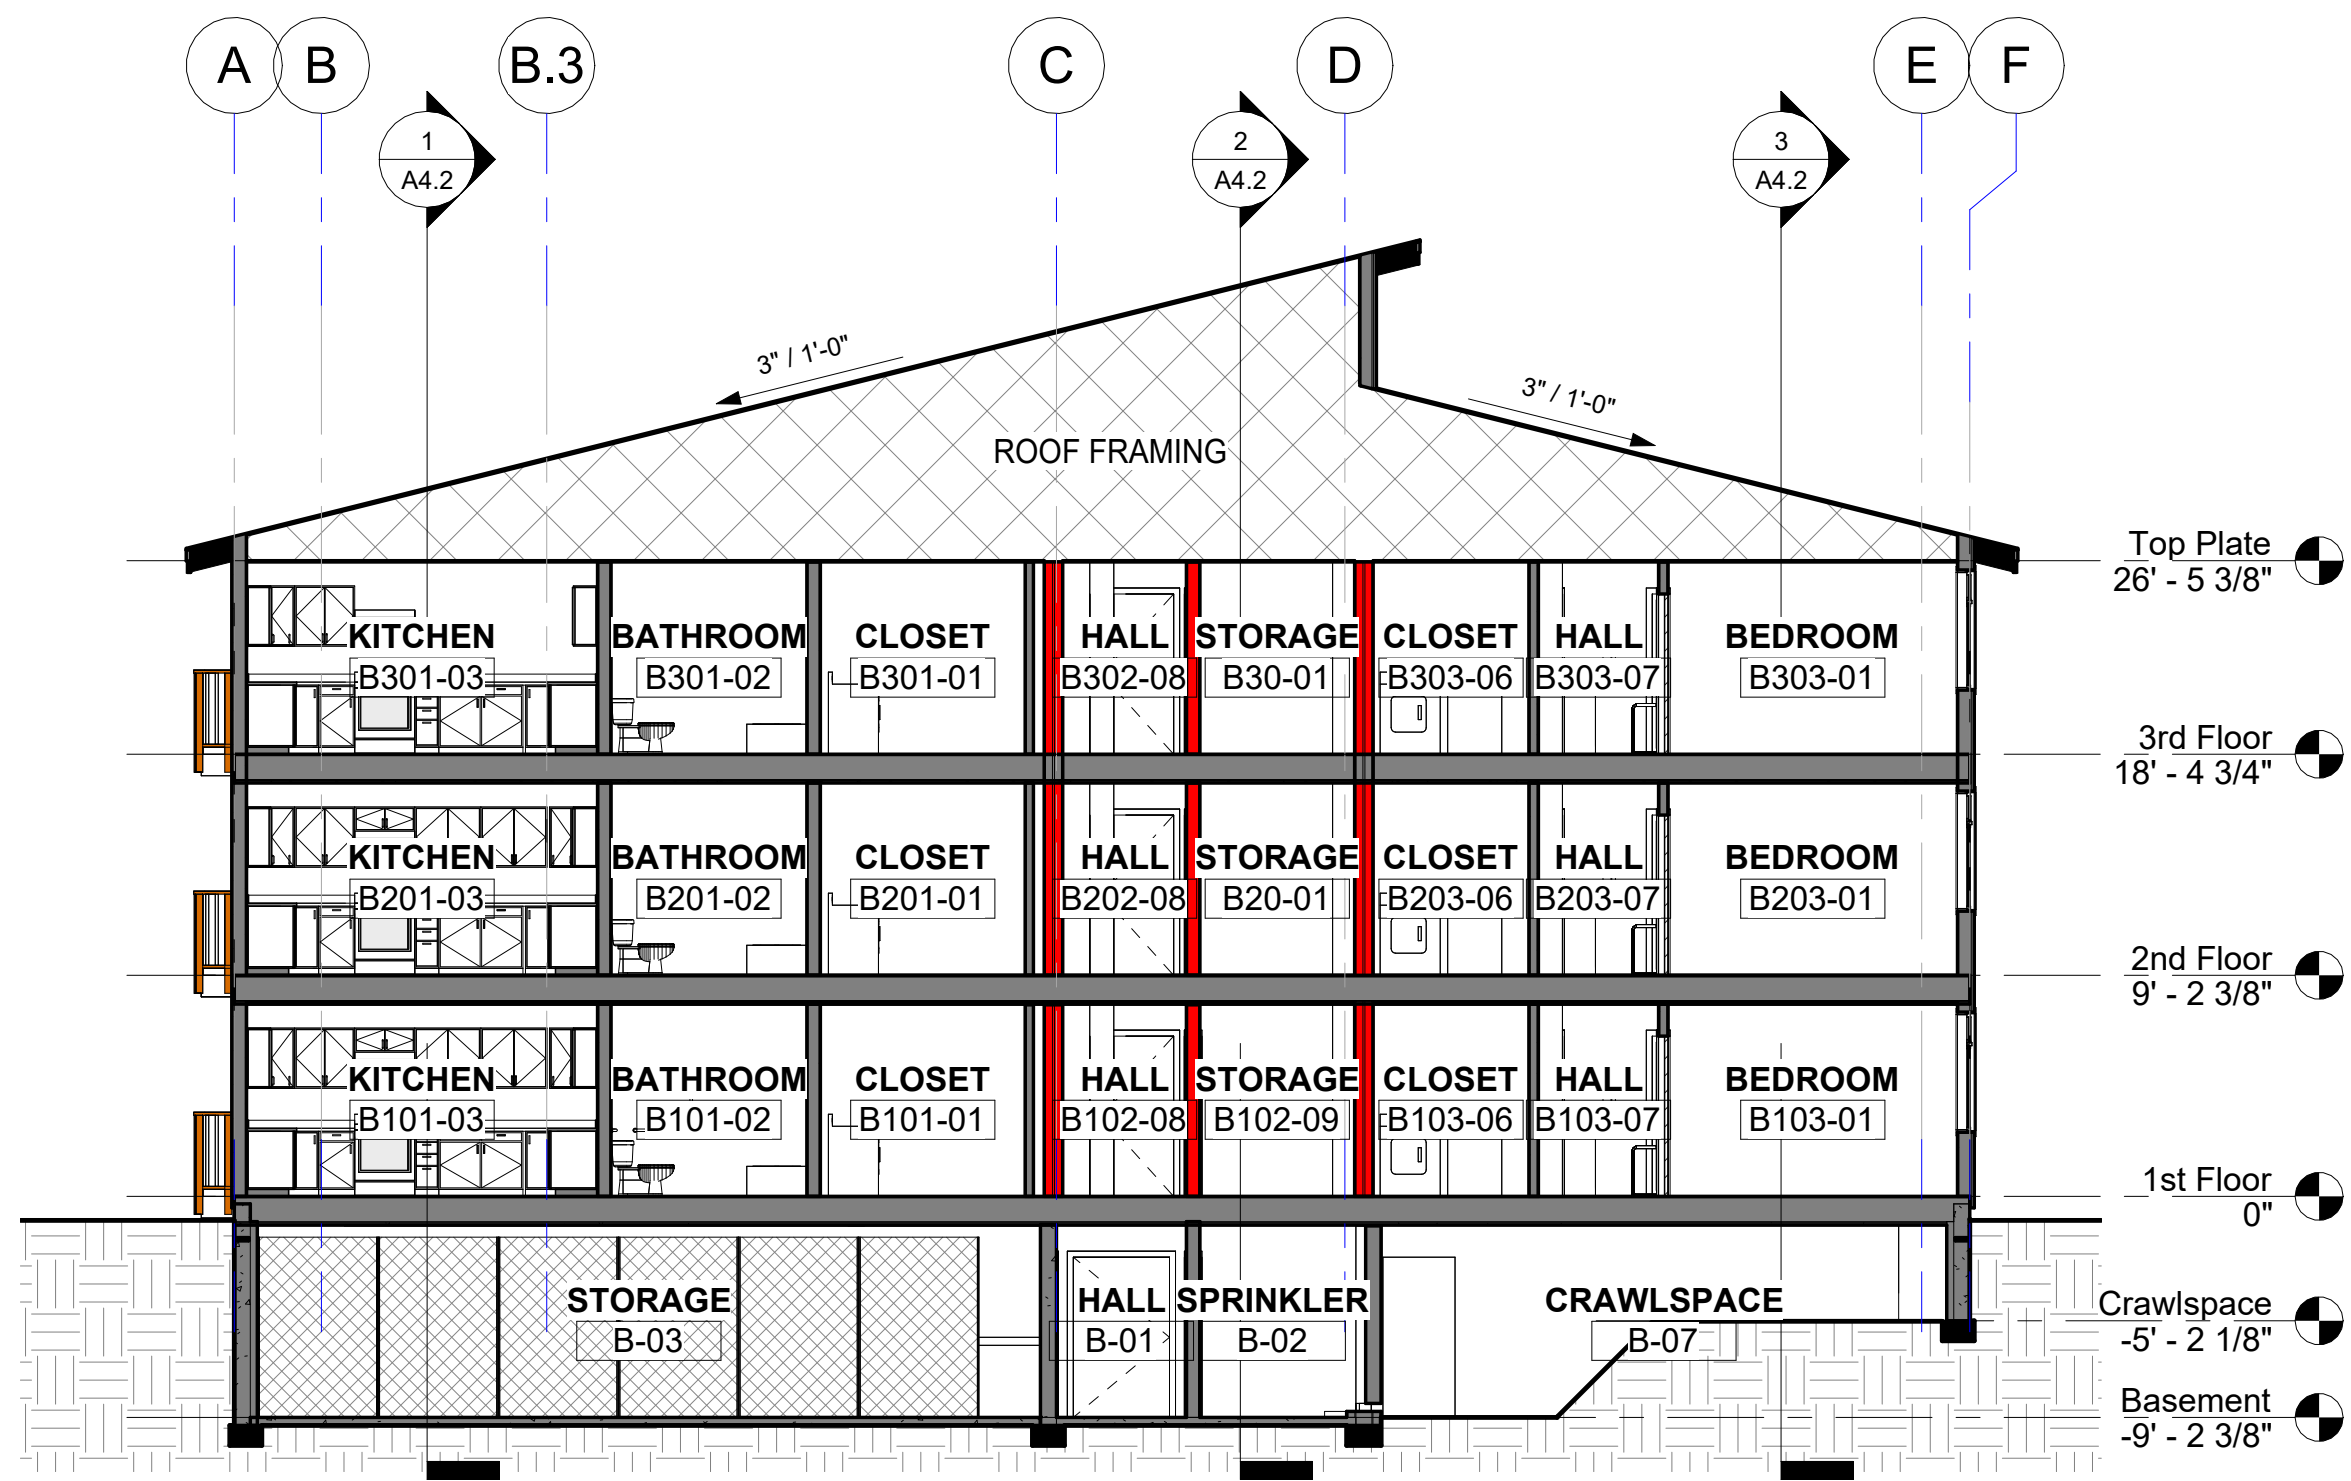 A B B.3 C D E F
1 2 3
A4.2 A4.2 A4.2
3" / 1'-0"
3" / 1'-0"
ROOF FRAMING
Top Plate
26' - 5 3/8"
KITCHEN BATHROOM CLOSET HALL STORAGE CLOSET HALL BEDROOM
B301-03 B301-02 B301-01 B302-08 B30-01 B303-06 B303-07 B303-01
3rd Floor
18' - 4 3/4"
KITCHEN BATHROOM CLOSET HALL STORAGE CLOSET HALL BEDROOM
B201-03 B201-02 B201-01 B202-08 B20-01 B203-06 B203-07 B203-01
2nd Floor
9' - 2 3/8"
KITCHEN BATHROOM CLOSET HALL STORAGE CLOSET HALL BEDROOM
B101-03 B101-02 B101-01 B102-08 B102-09 B103-06 B103-07 B103-01
1st Floor
0"
STORAGE HALL SPRINKLER CRAWLSPACE
B-03 B-01 B-02 B-07
Crawlspace
-5' - 2 1/8"
Basement
-9' - 2 3/8"